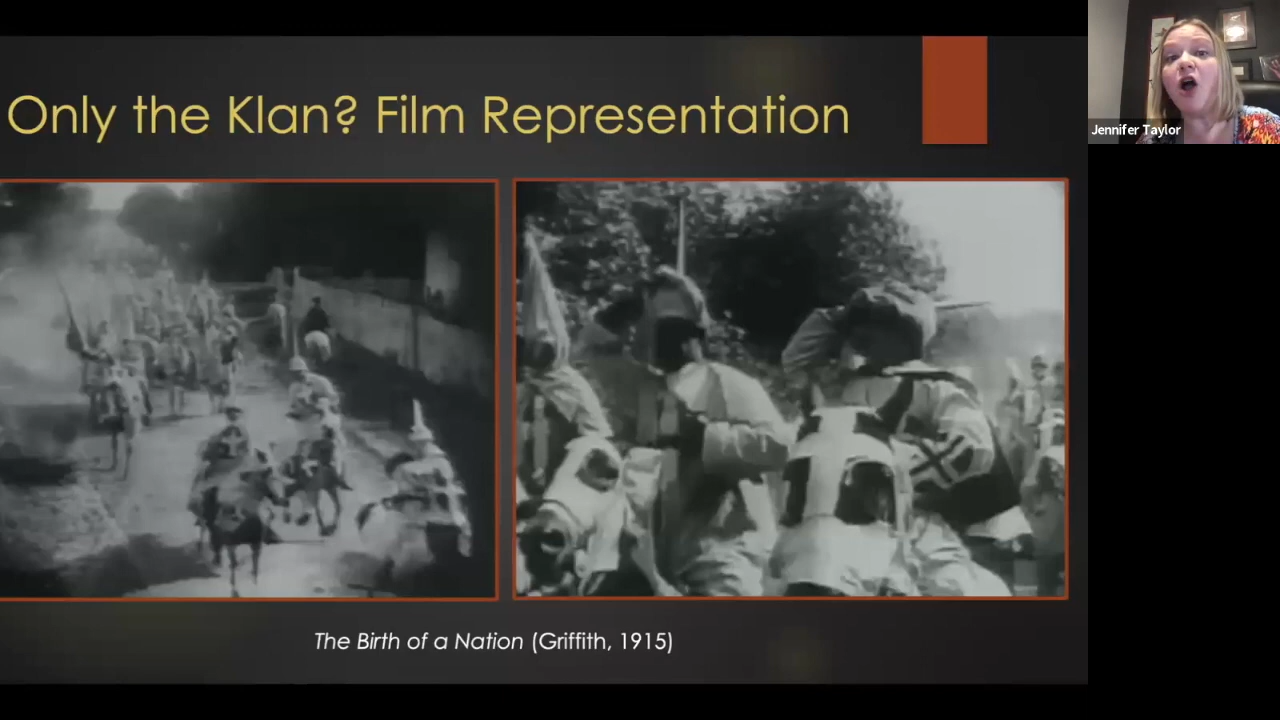 Only the Klan? Film Representation
Jennifer Taylor
The Birth of a Nation (Griffith, 1915)